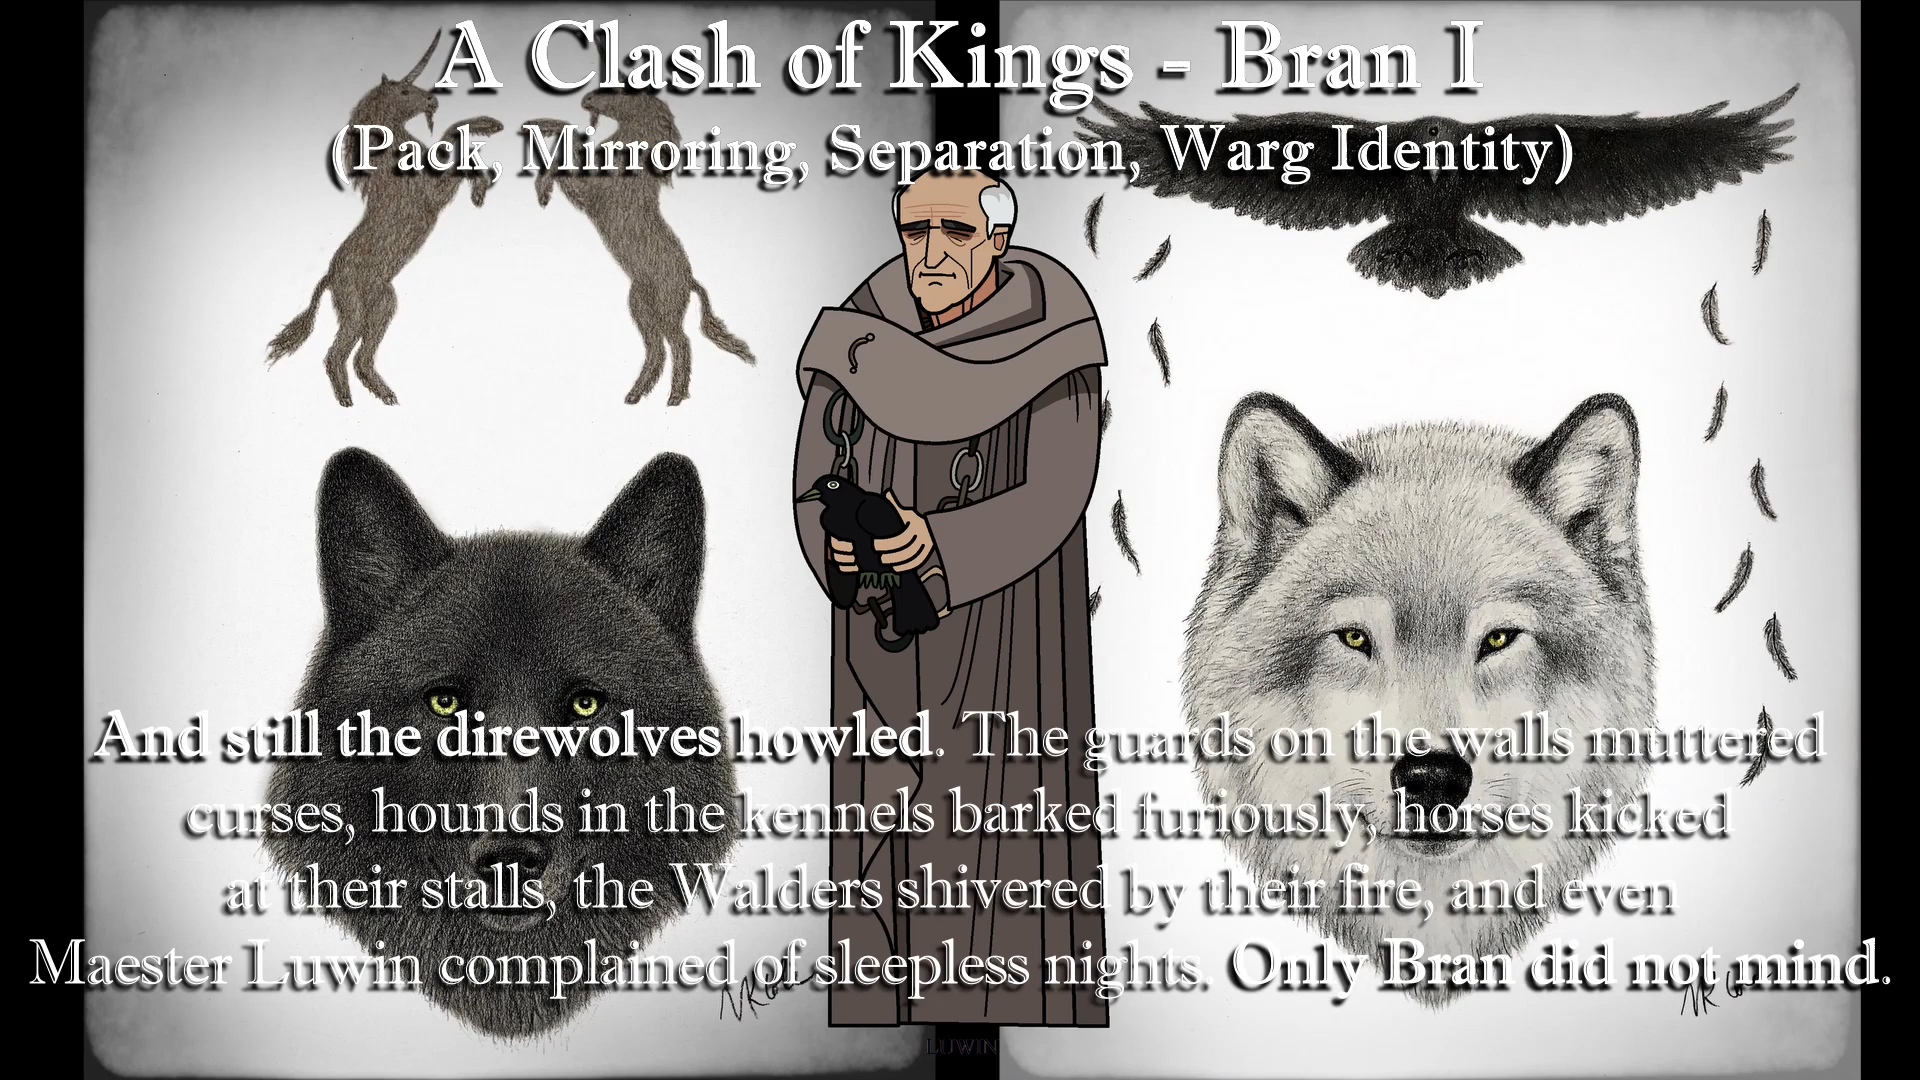 A Clash of Kings - Bran I
(Pack, Mirroring, Separation, Warg Identity)
And still the direwolves howled. The guards on the walls muttered
curses, hounds in the kennels barked furiously, horses kicked
at their stalls, the Walders shivered by their fire, and even
Maester Luwin complained of sleepless nights. Only Bran did not mind.
LUWIN